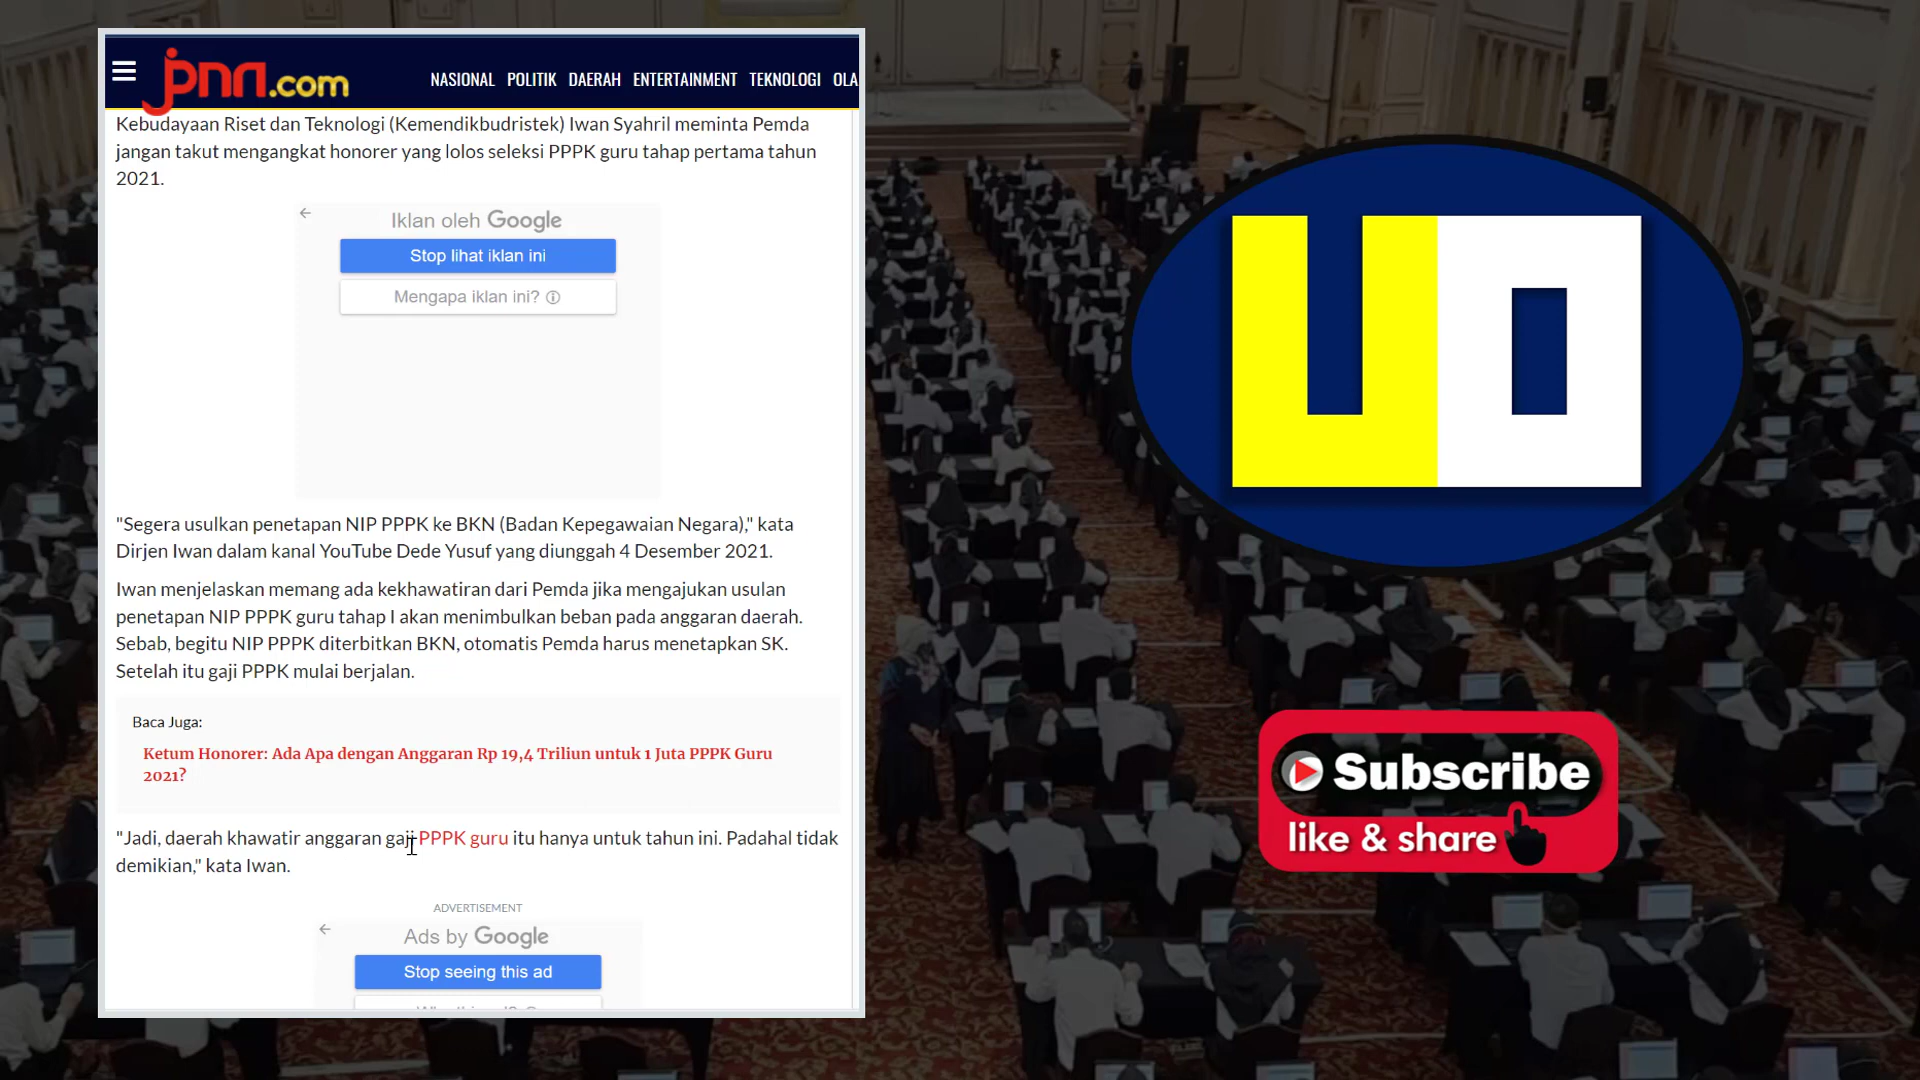 jpnn.com
NASIONAL POLITIK DAERAH ENTERTAINMENT TEKNOLOGI OLA
Kebudayaan Riset dan Teknologi (Kemendikbudristek) Iwan Syahril meminta Pemda
jangan takut mengangkat honorer yang lolos seleksi PPPK guru tahap pertama tahun
2021.
Iklan oleh Google
Stop lihat iklan ini
Mengapa iklan ini?
"Segera usulkan penetapan NIP PPPK ke BKN (Badan Kepegawaian Negara)," kata
Dirjen Iwan dalam kanal YouTube Dede Yusuf yang diunggah 4 Desember 2021.
Iwan menjelaskan memang ada kekhawatiran dari Pemda jika mengajukan usulan
penetapan NIP PPPK guru tahap I akan menimbulkan beban pada anggaran daerah.
Sebab, begitu NIP PPPK diterbitkan BKN, otomatis Pemda harus menetapkan SK.
Setelah itu gaji PPPK mulai berjalan.
Baca Juga:
Ketum Honorer: Ada Apa dengan Anggaran Rp 19,4 Triliun untuk 1 Juta PPPK Guru
2021?
"Jadi, daerah khawatir anggaran gaji PPPK guru itu hanya untuk tahun ini. Padahal tidak
demikian," kata Iwan.
ADVERTISEMENT
Ads by Google
Stop seeing this ad
UO
Subscribe
like & share